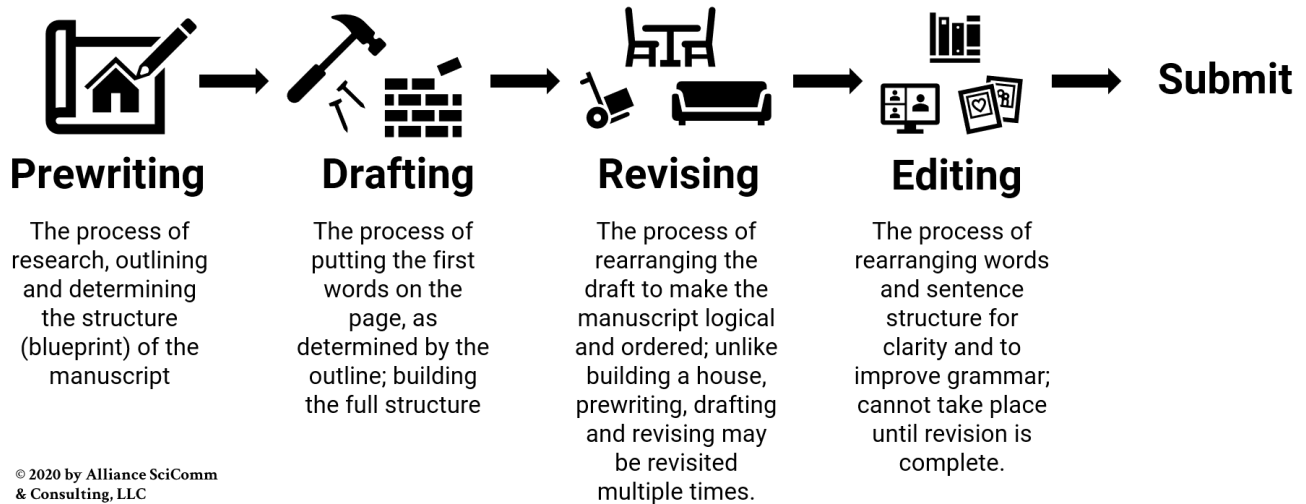 Submit
Prewriting
The process of
research, outlining
and determining
the structure
(blueprint) of the
manuscript
Drafting
The process of
putting the first
words on the
page, as
determined by the
outline; building
the full structure
Revising
The process of
rearranging the
draft to make the
manuscript logical
and ordered; unlike
building a house,
prewriting, drafting
and revising may
be revisited
multiple times.
Editing
The process of
rearranging words
and sentence
structure for
clarity and to
improve grammar;
cannot take place
until revision is
complete.
© 2020 by Alliance SciComm
& Consulting, LLC